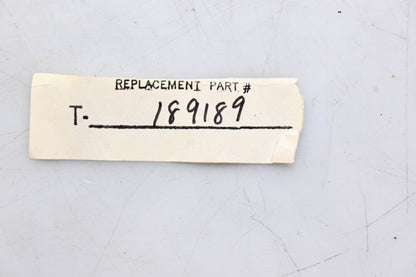 REPLACEMENT PART #
T- 189189